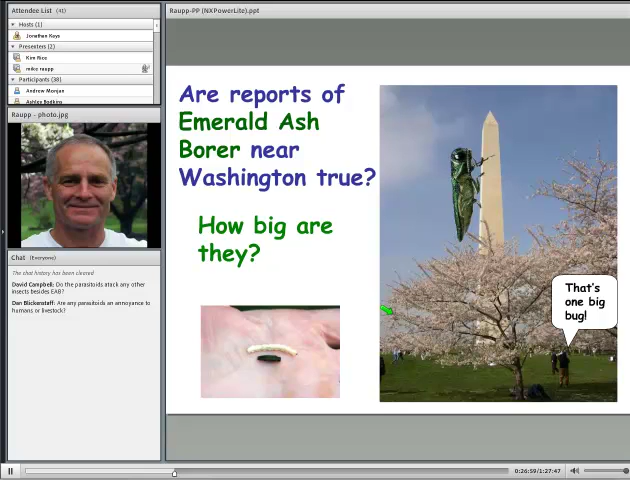 Attendee List (41)
Raupp-PP (NXPowerLite).ppt
Hosts (1)
Jonathan Kays
Presenters (2)
Kim Rice
mike raupp
Participants (38)
Andrew Monjan
Ashley Bodkins
Raupp - photo.jpg
Chat (Everyone)
The chat history has been cleared
David Campbell: Do the parasitoids attack any other
insects besides EAB?
Dan Blickenstaff: Are any parasitoids an annoyance to
humans or livestock?
Are reports of
Emerald Ash
Borer near
Washington true?
How big are
they?
That's
one big
bug!
0:26:59/1:27:47